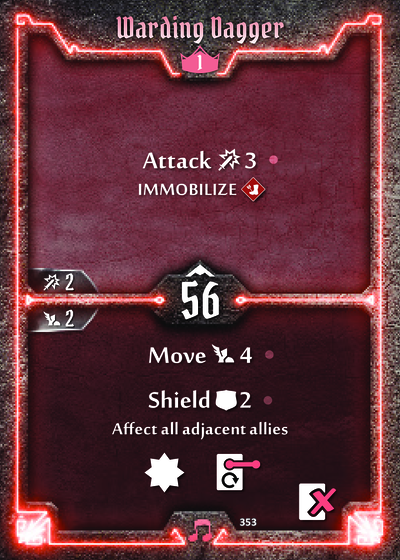 Warding Dagger
1
Attack 3
IMMOBILIZE
2
56
2
Move 4
Shield 2
Affect all adjacent allies
353